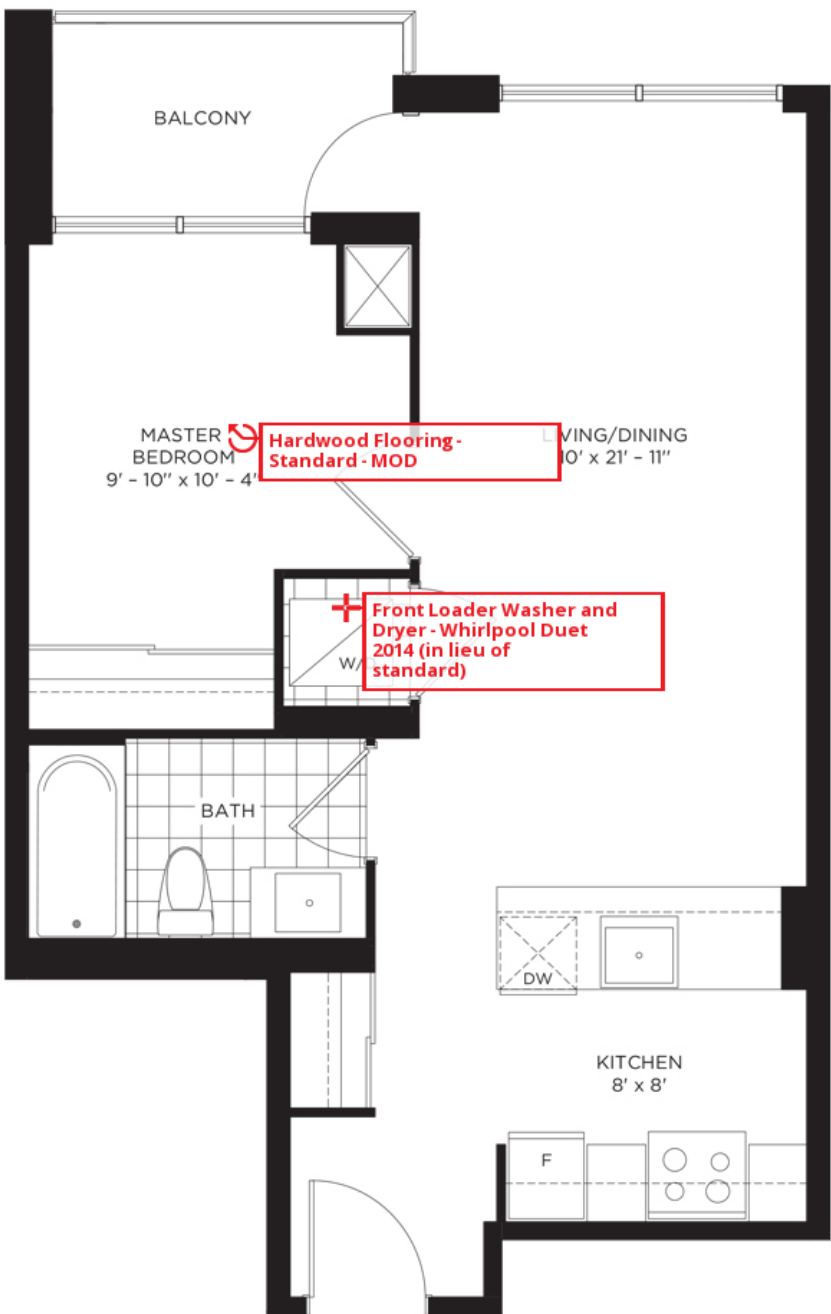 BALCONY
MASTER
BEDROOM
9' - 10" x 10' - 4"
Hardwood Flooring -
Standard - MOD
LIVING/DINING
10' x 21' - 11"
Front Loader Washer and
Dryer - Whirlpool Duet
2014 (in lieu of
standard)
W/D
BATH
DW
KITCHEN
8' x 8'
F